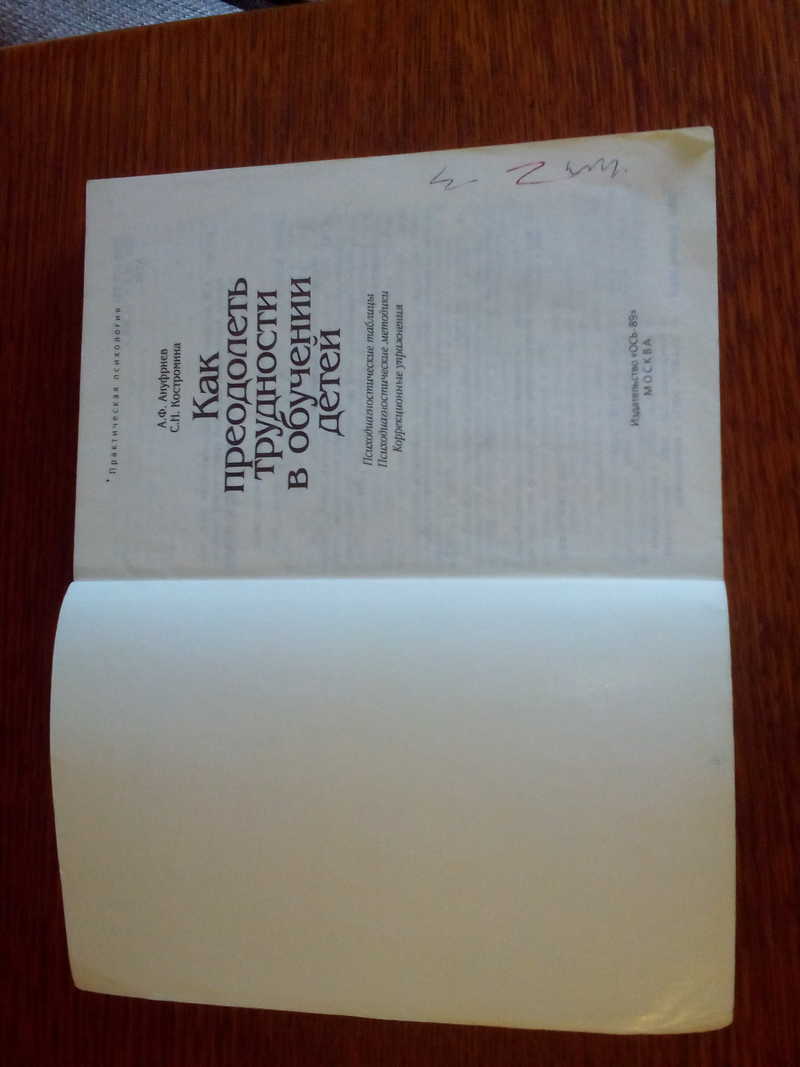 Практическая психология
А.Ф. Ануфриев
С.Н. Костромина
Как
преодолеть
трудности
в обучении
детей
Психодиагностические таблицы
Психодиагностические методики
Коррекционные упражнения
Издательство «ОСЬ-89»
МОСКВА